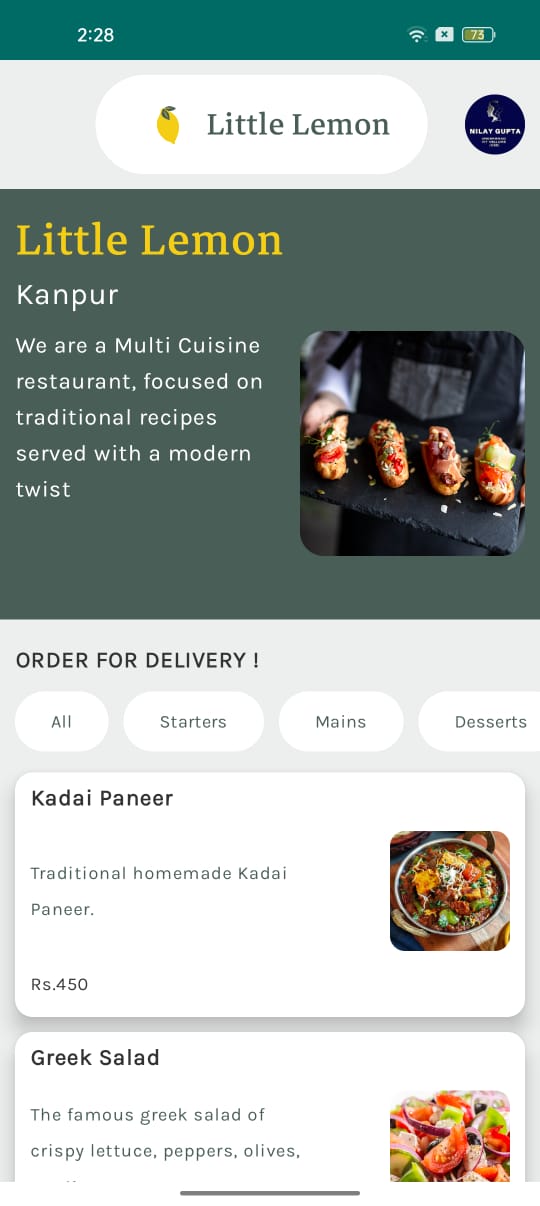 2:28
73
Little Lemon
NILAY GUPTA
Little Lemon
Kanpur
We are a Multi Cuisine
restaurant, focused on
traditional recipes
served with a modern
twist
ORDER FOR DELIVERY !
All
Starters
Mains
Desserts
Kadai Paneer
Traditional homemade Kadai
Paneer.
Rs.450
Greek Salad
The famous greek salad of
crispy lettuce, peppers, olives,